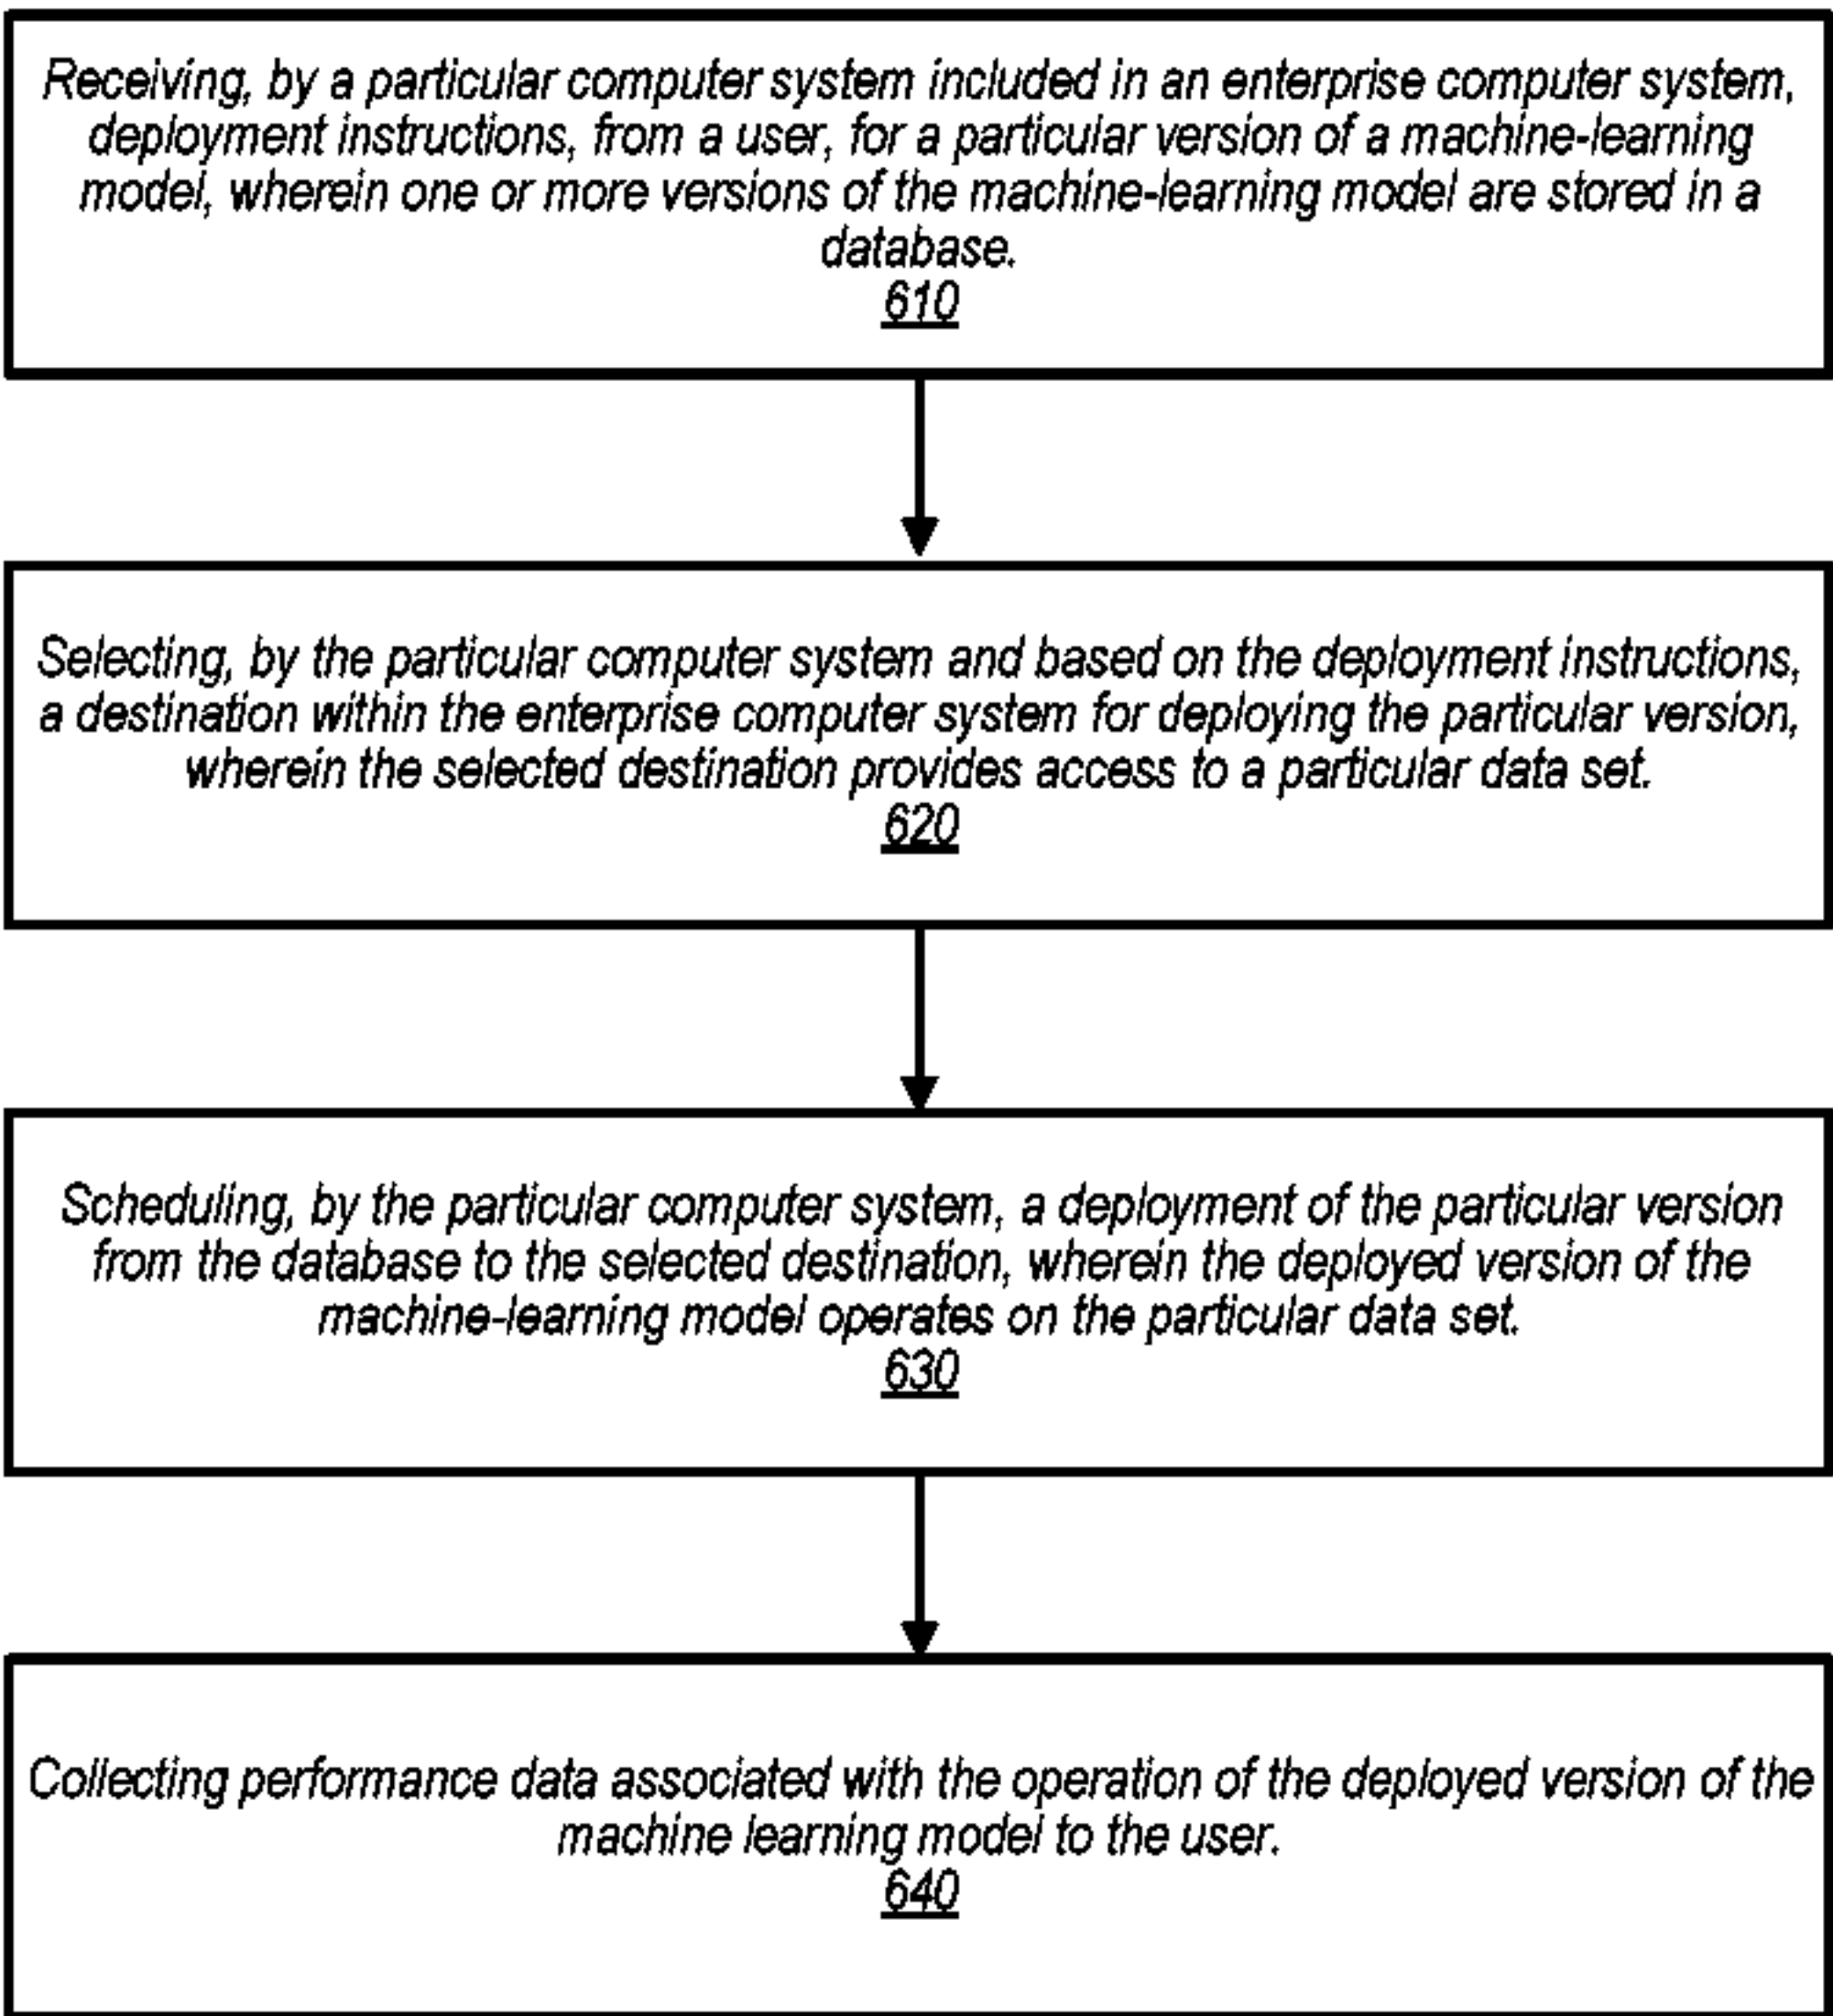 Receiving, by a particular computer system included in an enterprise computer system,
deployment instructions, from a user, for a particular version of a machine-learning
model, wherein one or more versions of the machine-learning model are stored in a
database.
610
Selecting, by the particular computer system and based on the deployment instructions,
a destination within the enterprise computer system for deploying the particular version,
wherein the selected destination provides access to a particular data set.
620
Scheduling, by the particular computer system, a deployment of the particular version
from the database to the selected destination, wherein the deployed version of the
machine-learning model operates on the particular data set.
630
Collecting performance data associated with the operation of the deployed version of the
machine learning model to the user.
640